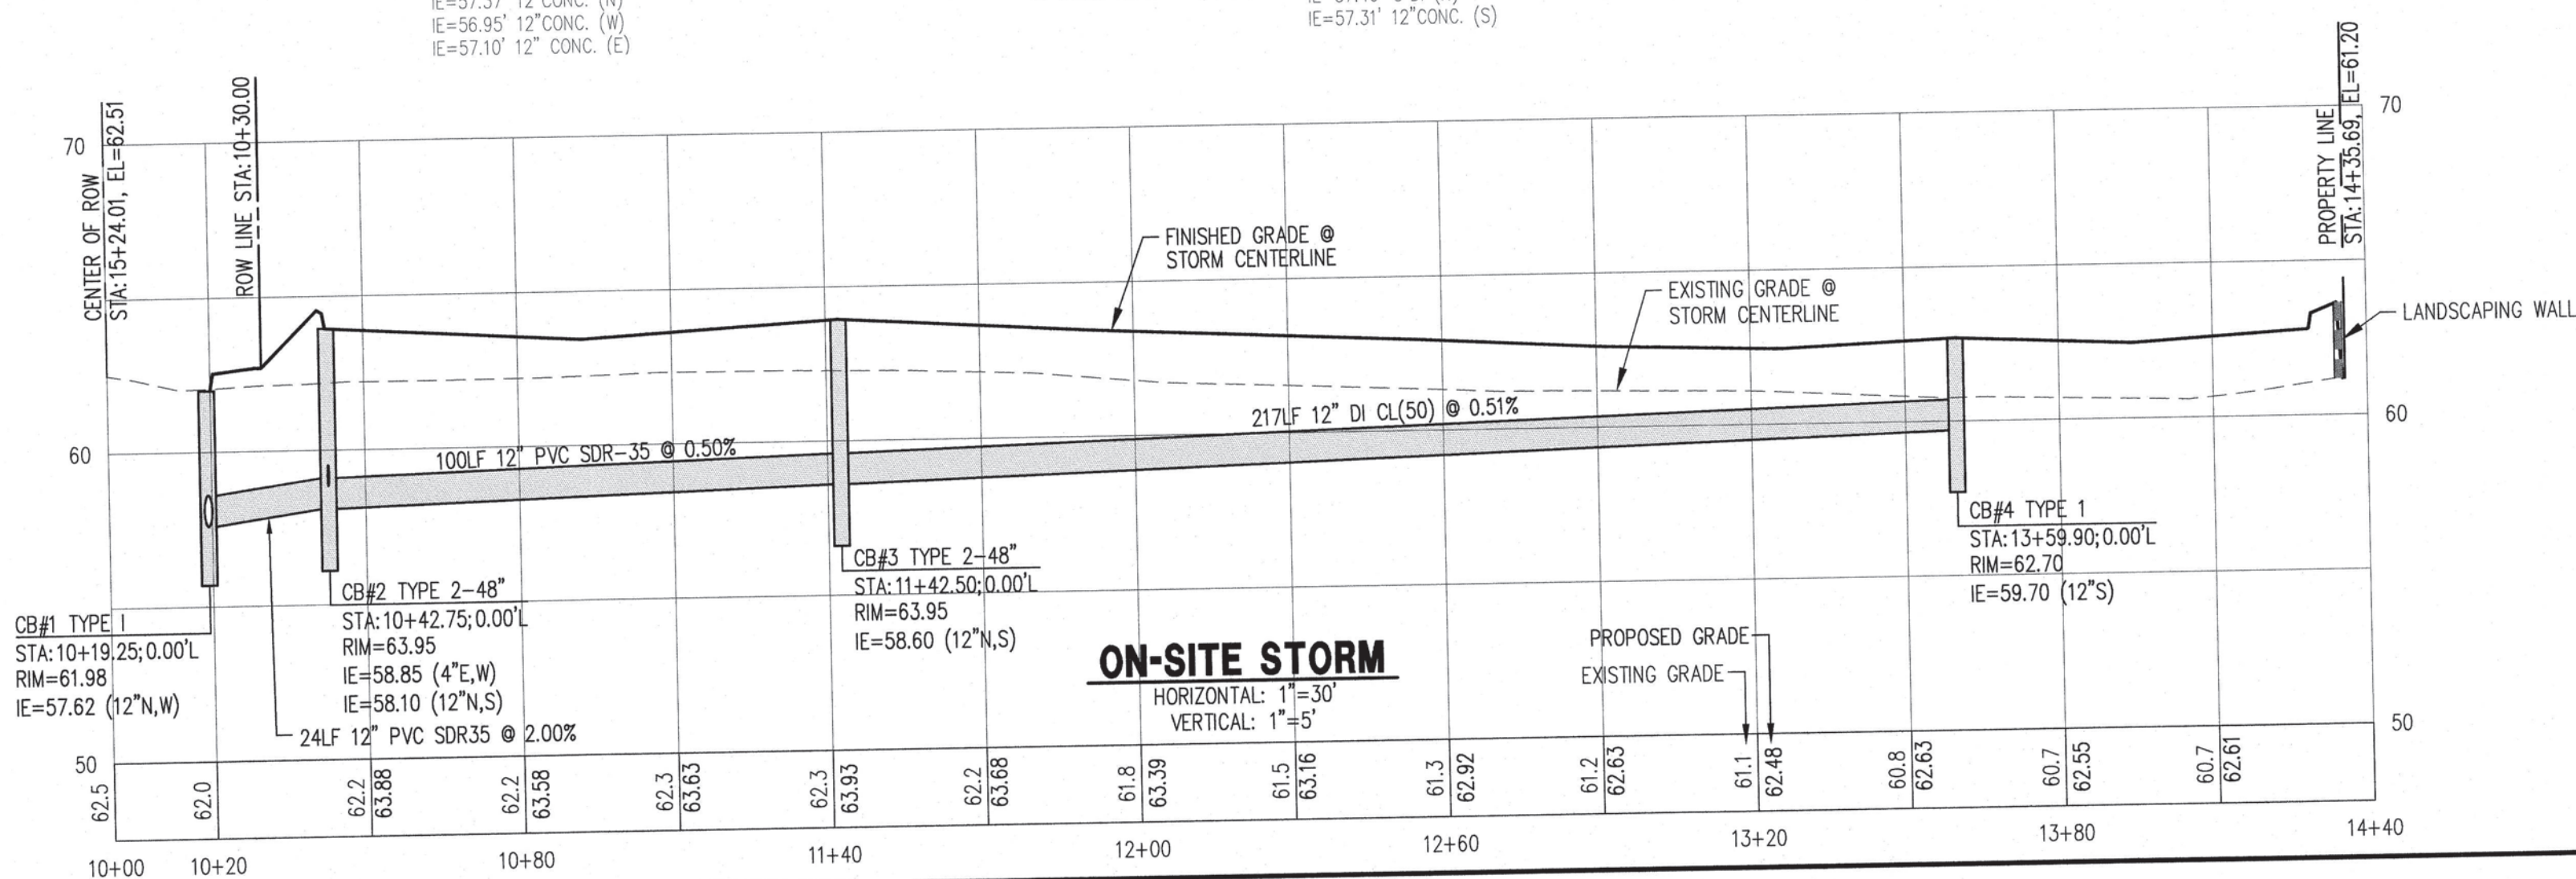 IE=57.37' 12"CONC. (N)
IE=56.95' 12"CONC. (W)
IE=57.10' 12" CONC. (E)
IE=57.31' 12"CONC. (S)
CENTER OF ROW
STA:15+24.01, EL=62.51
ROW LINE STA:10+30.00
PROPERTY LINE
STA:14+35.69, EL=61.20
70
70
FINISHED GRADE @
STORM CENTERLINE
EXISTING GRADE @
STORM CENTERLINE
LANDSCAPING WALL
60
60
100LF 12" PVC SDR-35 @ 0.50%
217LF 12" DI CL(50) @ 0.51%
CB#1 TYPE I
STA:10+19.25;0.00'L
RIM=61.98
IE=57.62 (12"N,W)
CB#2 TYPE 2-48"
STA:10+42.75;0.00'L
RIM=63.95
IE=58.85 (4"E,W)
IE=58.10 (12"N,S)
24LF 12" PVC SDR35 @ 2.00%
CB#3 TYPE 2-48"
STA:11+42.50;0.00'L
RIM=63.95
IE=58.60 (12"N,S)
CB#4 TYPE 1
STA:13+59.90;0.00'L
RIM=62.70
IE=59.70 (12"S)
ON-SITE STORM
HORIZONTAL: 1"=30'
VERTICAL: 1"=5'
PROPOSED GRADE
EXISTING GRADE
50
50
62.5
62.0
62.2
63.88
62.2
63.58
62.3
63.63
62.3
63.93
62.2
63.68
61.8
63.39
61.5
63.16
61.3
62.92
61.2
62.63
61.1
62.48
60.8
62.63
60.7
62.55
60.7
62.61
10+00
10+20
10+80
11+40
12+00
12+60
13+20
13+80
14+40